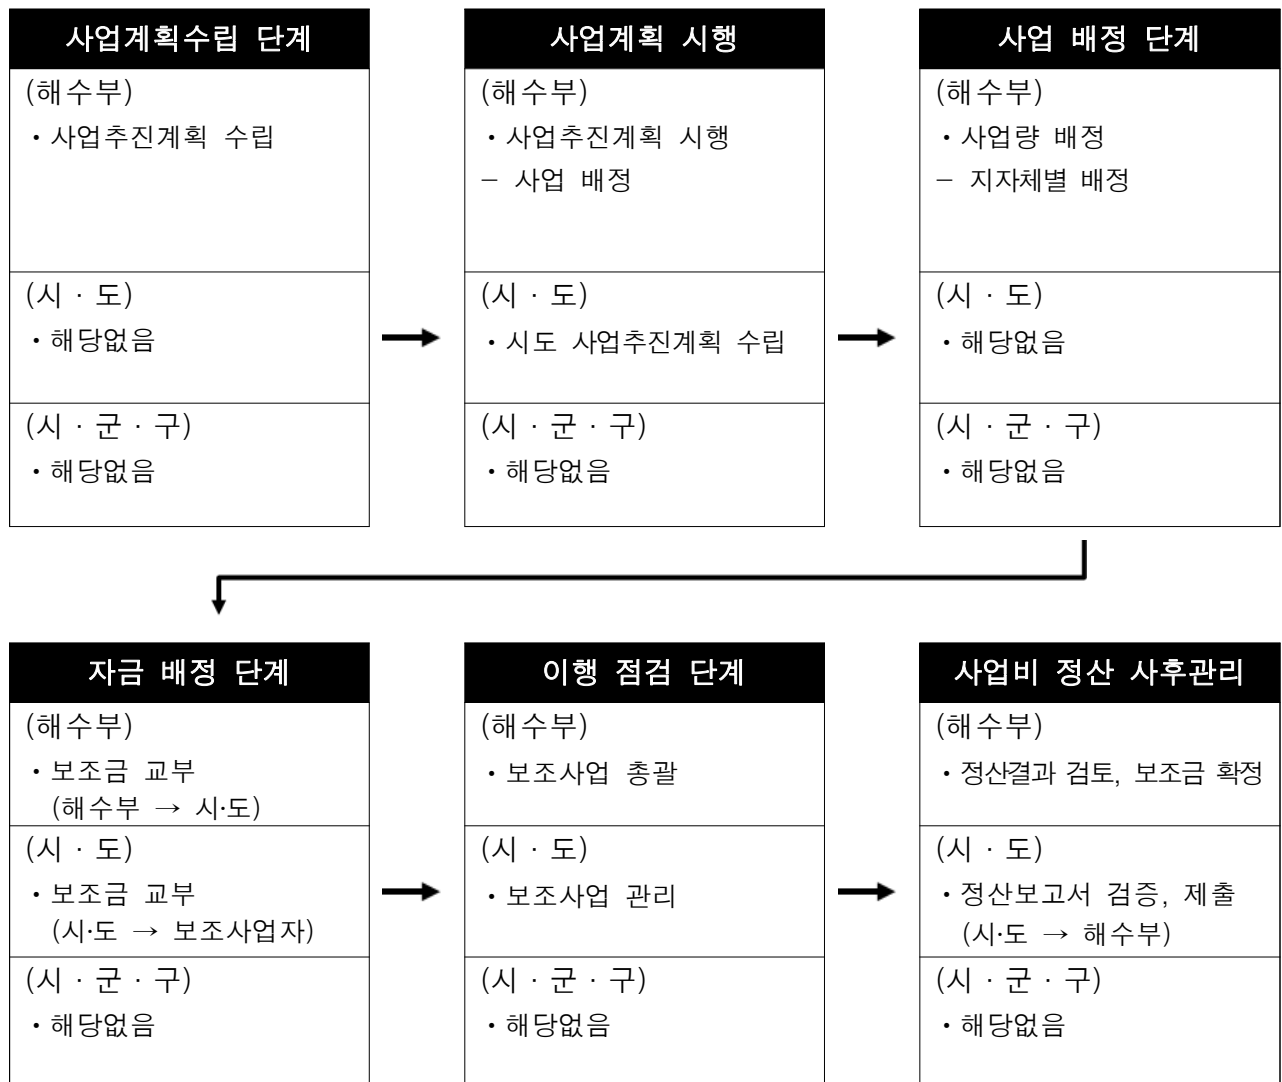 사업계획수립 단계
(해수부)
・사업추진계획 수립
(시 · 도)
・해당없음
(시 · 군 · 구)
・해당없음
사업계획 시행
(해수부)
・사업추진계획 시행
– 사업 배정
(시 · 도)
・시도 사업추진계획 수립
(시 · 군 · 구)
・해당없음
사업 배정 단계
(해수부)
・사업량 배정
– 지자체별 배정
(시 · 도)
・해당없음
(시 · 군 · 구)
・해당없음
자금 배정 단계
(해수부)
・보조금 교부
(해수부 → 시·도)
(시 · 도)
・보조금 교부
(시·도 → 보조사업자)
(시 · 군 · 구)
・해당없음
이행 점검 단계
(해수부)
・보조사업 총괄
(시 · 도)
・보조사업 관리
(시 · 군 · 구)
・해당없음
사업비 정산 사후관리
(해수부)
・정산결과 검토, 보조금 확정
(시 · 도)
・정산보고서 검증, 제출
(시·도 → 해수부)
(시 · 군 · 구)
・해당없음